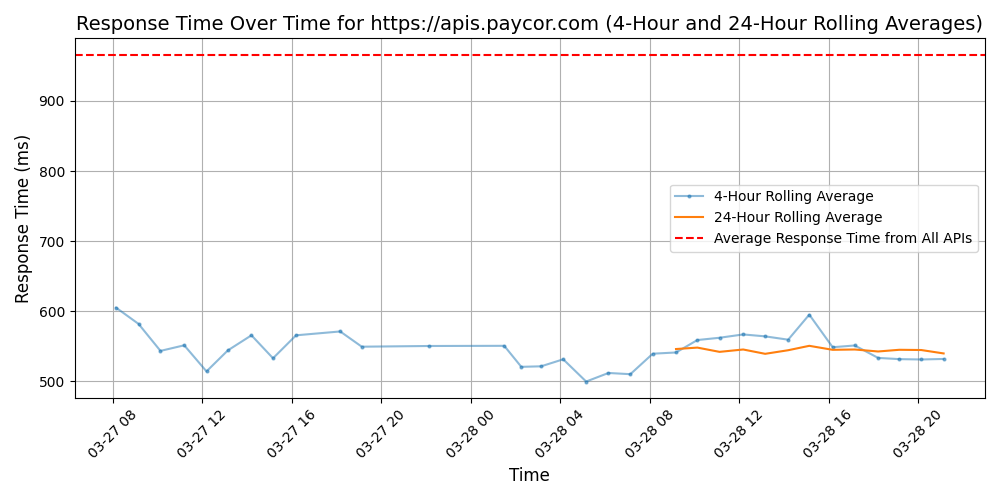 Response Time Over Time for https://apis.paycor.com (4-Hour and 24-Hour Rolling Averages)
Response Time (ms)
900
800
700
600
500
4-Hour Rolling Average
24-Hour Rolling Average
Average Response Time from All APIs
03-27 08
03-27 12
03-27 16
03-27 20
03-28 00
03-28 04
03-28 08
03-28 12
03-28 16
03-28 20
Time